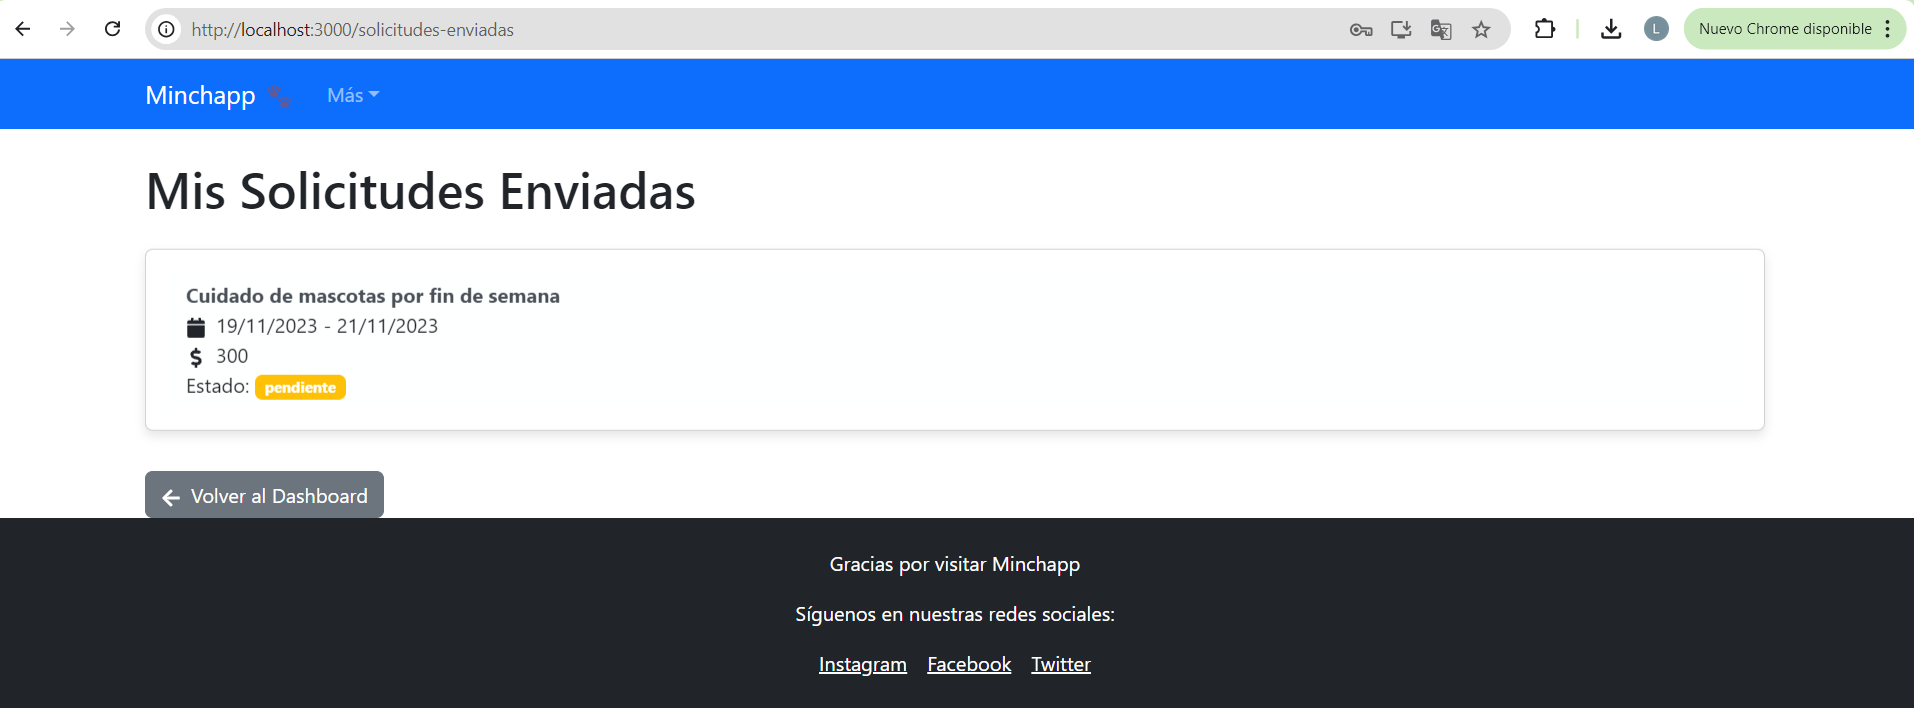 http://localhost:3000/solicitudes-enviadas
L
Nuevo Chrome disponible
Minchapp
Más
Mis Solicitudes Enviadas
Cuidado de mascotas por fin de semana
19/11/2023 - 21/11/2023
$ 300
Estado: pendiente
Volver al Dashboard
Gracias por visitar Minchapp
Síguenos en nuestras redes sociales:
Instagram Facebook Twitter